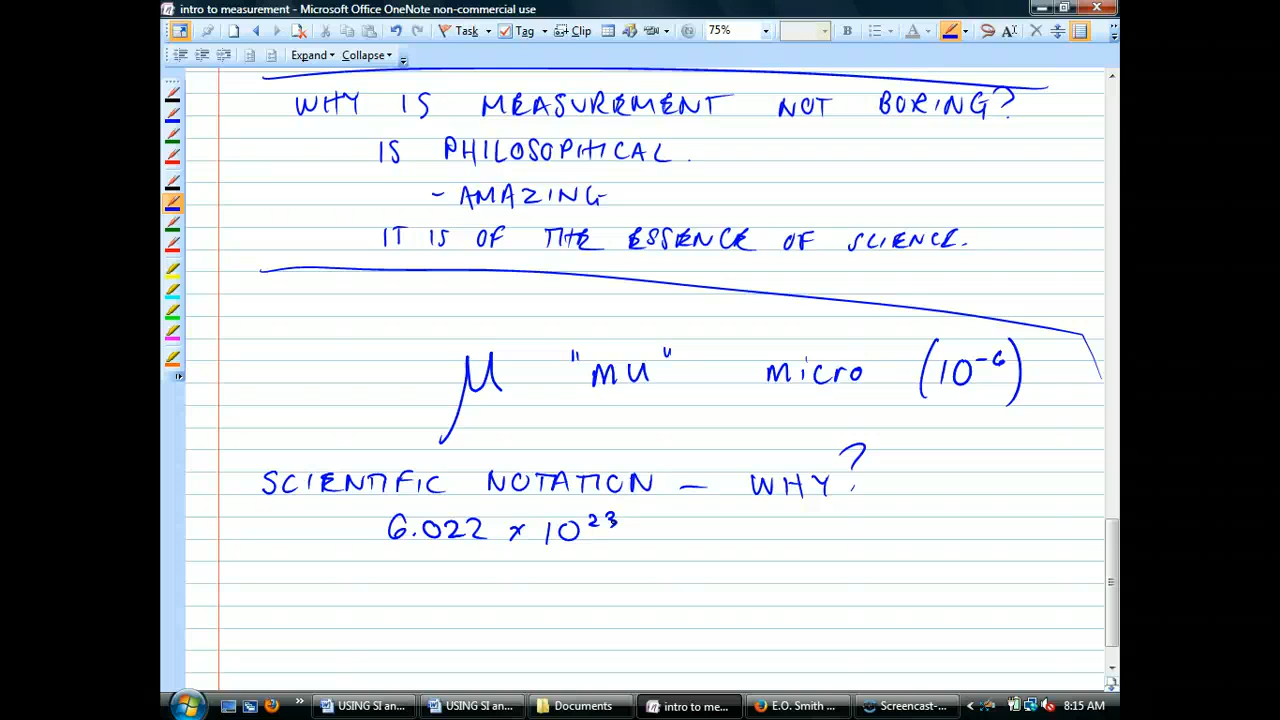 intro to measurement - Microsoft Office OneNote non-commercial use
Task Tag Clip 75% B A
Expand Collapse
WHY IS MEASUREMENT NOT BORING?
IS PHILOSOPHICAL.
- AMAZING
IT IS OF THE ESSENCE OF SCIENCE.
μ "MU" micro (10⁻⁶)
SCIENTIFIC NOTATION - WHY?
6.022 × 10²³
USING SI an... USING SI an... Documents intro to me... E.O. Smith ... Screencast-... 8:15 AM